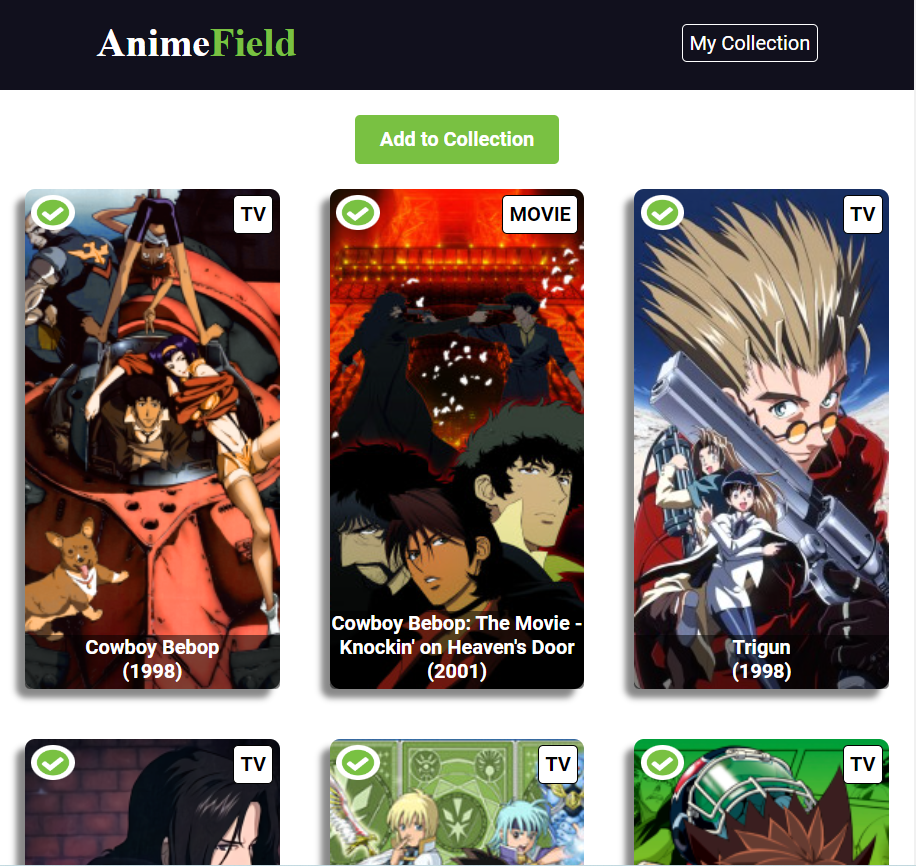 AnimeField
My Collection
Add to Collection
TV
MOVIE
TV
Cowboy Bebop
(1998)
Cowboy Bebop: The Movie -
Knockin' on Heaven's Door
(2001)
Trigun
(1998)
TV
TV
TV